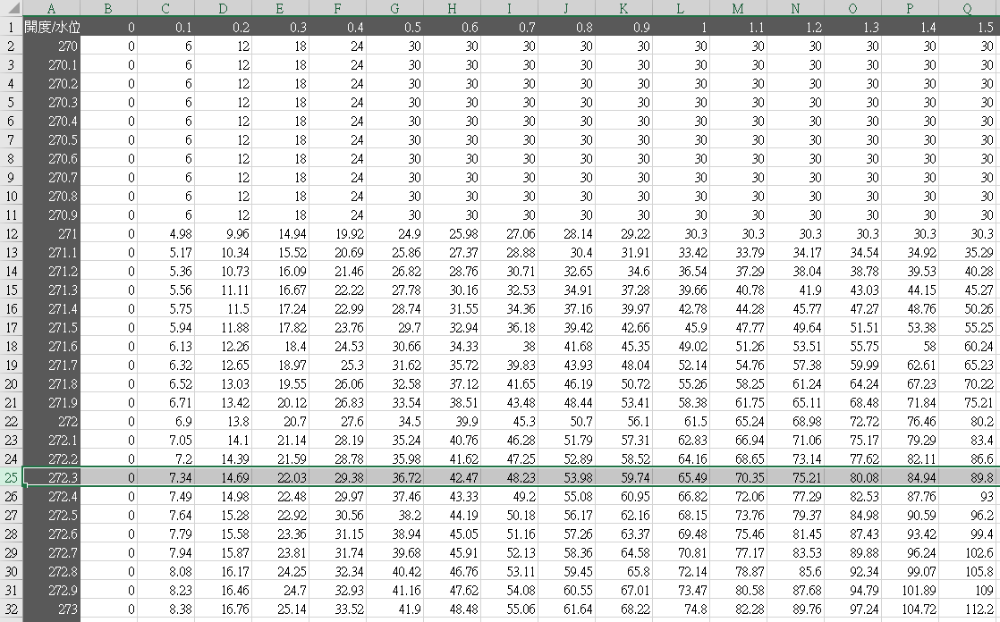 A B C D E F G H I J K L M N O P Q
1 開度/水位 0 0.1 0.2 0.3 0.4 0.5 0.6 0.7 0.8 0.9 1 1.1 1.2 1.3 1.4 1.5
2 270 0 6 12 18 24 30 30 30 30 30 30 30 30 30 30 30
3 270.1 0 6 12 18 24 30 30 30 30 30 30 30 30 30 30 30
4 270.2 0 6 12 18 24 30 30 30 30 30 30 30 30 30 30 30
5 270.3 0 6 12 18 24 30 30 30 30 30 30 30 30 30 30 30
6 270.4 0 6 12 18 24 30 30 30 30 30 30 30 30 30 30 30
7 270.5 0 6 12 18 24 30 30 30 30 30 30 30 30 30 30 30
8 270.6 0 6 12 18 24 30 30 30 30 30 30 30 30 30 30 30
9 270.7 0 6 12 18 24 30 30 30 30 30 30 30 30 30 30 30
10 270.8 0 6 12 18 24 30 30 30 30 30 30 30 30 30 30 30
11 270.9 0 6 12 18 24 30 30 30 30 30 30 30 30 30 30 30
12 271 0 4.98 9.96 14.94 19.92 24.9 25.98 27.06 28.14 29.22 30.3 30.3 30.3 30.3 30.3 30.3
13 271.1 0 5.17 10.34 15.52 20.69 25.86 27.37 28.88 30.4 31.91 33.42 33.79 34.17 34.54 34.92 35.29
14 271.2 0 5.36 10.73 16.09 21.46 26.82 28.76 30.71 32.65 34.6 36.54 37.29 38.04 38.78 39.53 40.28
15 271.3 0 5.56 11.11 16.67 22.22 27.78 30.16 32.53 34.91 37.28 39.66 40.78 41.9 43.03 44.15 45.27
16 271.4 0 5.75 11.5 17.24 22.99 28.74 31.55 34.36 37.16 39.97 42.78 44.28 45.77 47.27 48.76 50.26
17 271.5 0 5.94 11.88 17.82 23.76 29.7 32.94 36.18 39.42 42.66 45.9 47.77 49.64 51.51 53.38 55.25
18 271.6 0 6.13 12.26 18.4 24.53 30.66 34.33 38 41.68 45.35 49.02 51.26 53.51 55.75 58 60.24
19 271.7 0 6.32 12.65 18.97 25.3 31.62 35.72 39.83 43.93 48.04 52.14 54.76 57.38 59.99 62.61 65.23
20 271.8 0 6.52 13.03 19.55 26.06 32.58 37.12 41.65 46.19 50.72 55.26 58.25 61.24 64.24 67.23 70.22
21 271.9 0 6.71 13.42 20.12 26.83 33.54 38.51 43.48 48.44 53.41 58.38 61.75 65.11 68.48 71.84 75.21
22 272 0 6.9 13.8 20.7 27.6 34.5 39.9 45.3 50.7 56.1 61.5 65.24 68.98 72.72 76.46 80.2
23 272.1 0 7.05 14.1 21.14 28.19 35.24 40.76 46.28 51.79 57.31 62.83 66.94 71.06 75.17 79.29 83.4
24 272.2 0 7.2 14.39 21.59 28.78 35.98 41.62 47.25 52.89 58.52 64.16 68.65 73.14 77.62 82.11 86.6
25 272.3 0 7.34 14.69 22.03 29.38 36.72 42.47 48.23 53.98 59.74 65.49 70.35 75.21 80.08 84.94 89.8
26 272.4 0 7.49 14.98 22.48 29.97 37.46 43.33 49.2 55.08 60.95 66.82 72.06 77.29 82.53 87.76 93
27 272.5 0 7.64 15.28 22.92 30.56 38.2 44.19 50.18 56.17 62.16 68.15 73.76 79.37 84.98 90.59 96.2
28 272.6 0 7.79 15.58 23.36 31.15 38.94 45.05 51.16 57.26 63.37 69.48 75.46 81.45 87.43 93.42 99.4
29 272.7 0 7.94 15.87 23.81 31.74 39.68 45.91 52.13 58.36 64.58 70.81 77.17 83.53 89.88 96.24 102.6
30 272.8 0 8.08 16.17 24.25 32.34 40.42 46.76 53.11 59.45 65.8 72.14 78.87 85.6 92.34 99.07 105.8
31 272.9 0 8.23 16.46 24.7 32.93 41.16 47.62 54.08 60.55 67.01 73.47 80.58 87.68 94.79 101.89 109
32 273 0 8.38 16.76 25.14 33.52 41.9 48.48 55.06 61.64 68.22 74.8 82.28 89.76 97.24 104.72 112.2